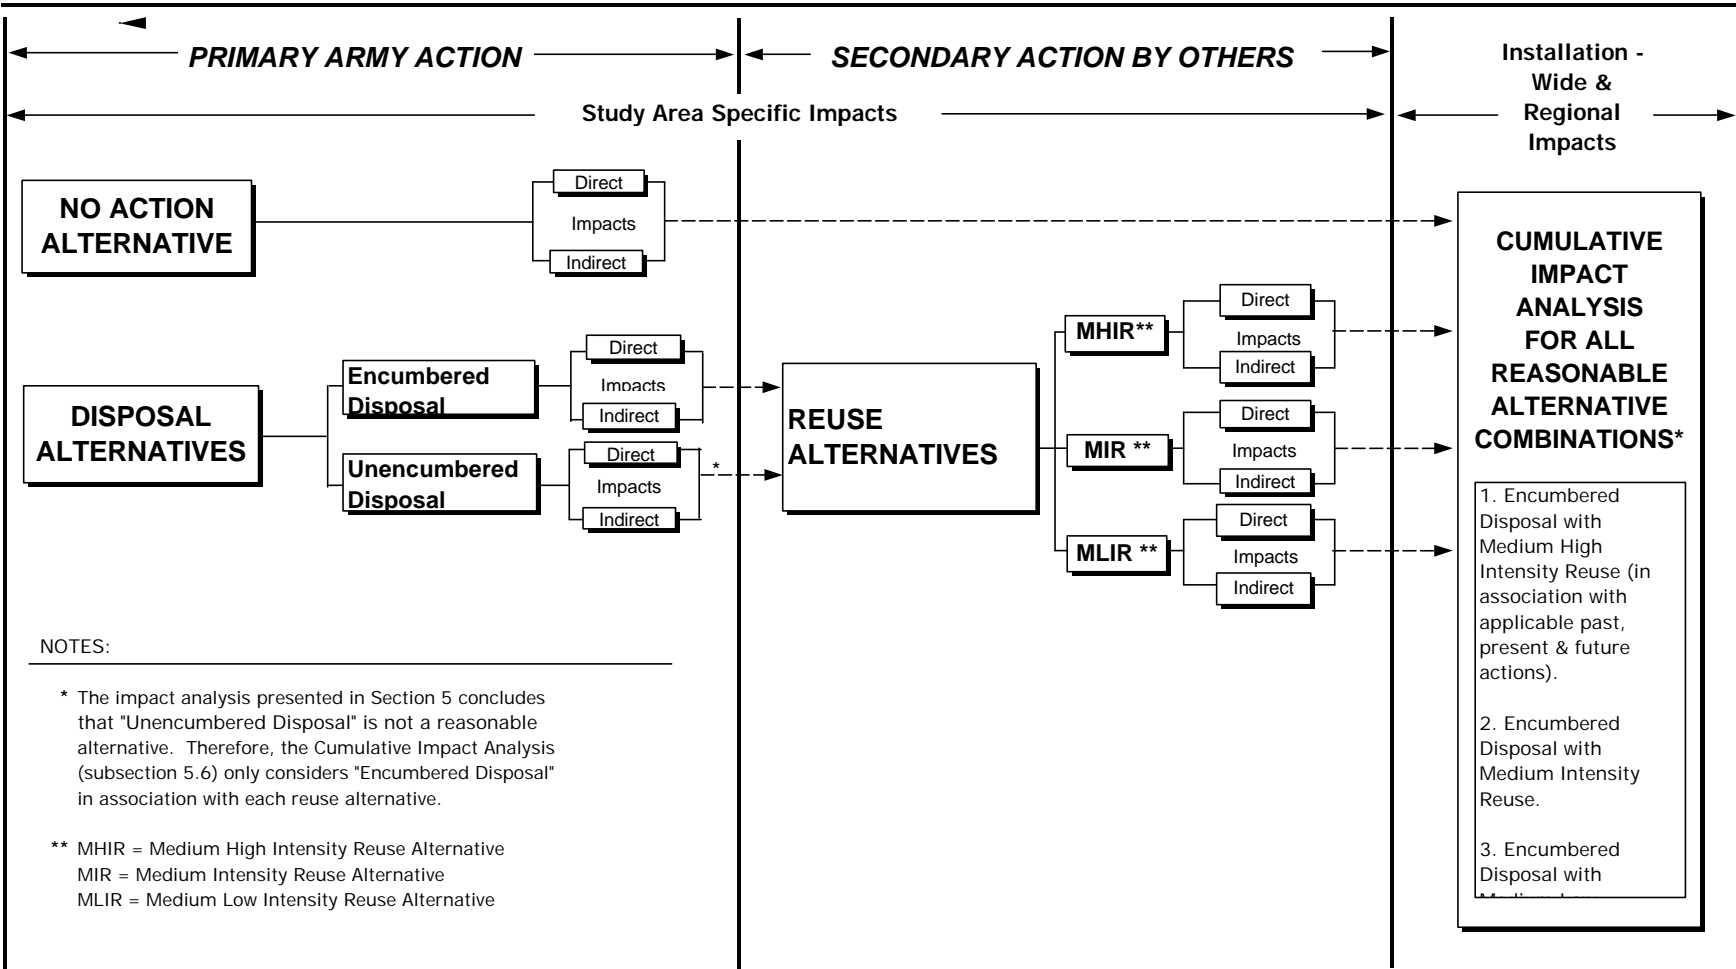 PRIMARY ARMY ACTION
SECONDARY ACTION BY OTHERS
Installation -
Wide &
Regional
Impacts
Study Area Specific Impacts
NO ACTION
ALTERNATIVE
Direct
Impacts
Indirect
DISPOSAL
ALTERNATIVES
Encumbered
Disposal
Direct
Impacts
Indirect
Unencumbered
Disposal
Direct
Impacts
Indirect
*
REUSE
ALTERNATIVES
MHIR**
Direct
Impacts
Indirect
MIR **
Direct
Impacts
Indirect
MLIR **
Direct
Impacts
Indirect
CUMULATIVE
IMPACT
ANALYSIS
FOR ALL
REASONABLE
ALTERNATIVE
COMBINATIONS*
1. Encumbered
Disposal with
Medium High
Intensity Reuse (in
association with
applicable past,
present & future
actions).
2. Encumbered
Disposal with
Medium Intensity
Reuse.
3. Encumbered
Disposal with
NOTES:
* The impact analysis presented in Section 5 concludes
that "Unencumbered Disposal" is not a reasonable
alternative. Therefore, the Cumulative Impact Analysis
(subsection 5.6) only considers "Encumbered Disposal"
in association with each reuse alternative.
** MHIR = Medium High Intensity Reuse Alternative
MIR = Medium Intensity Reuse Alternative
MLIR = Medium Low Intensity Reuse Alternative